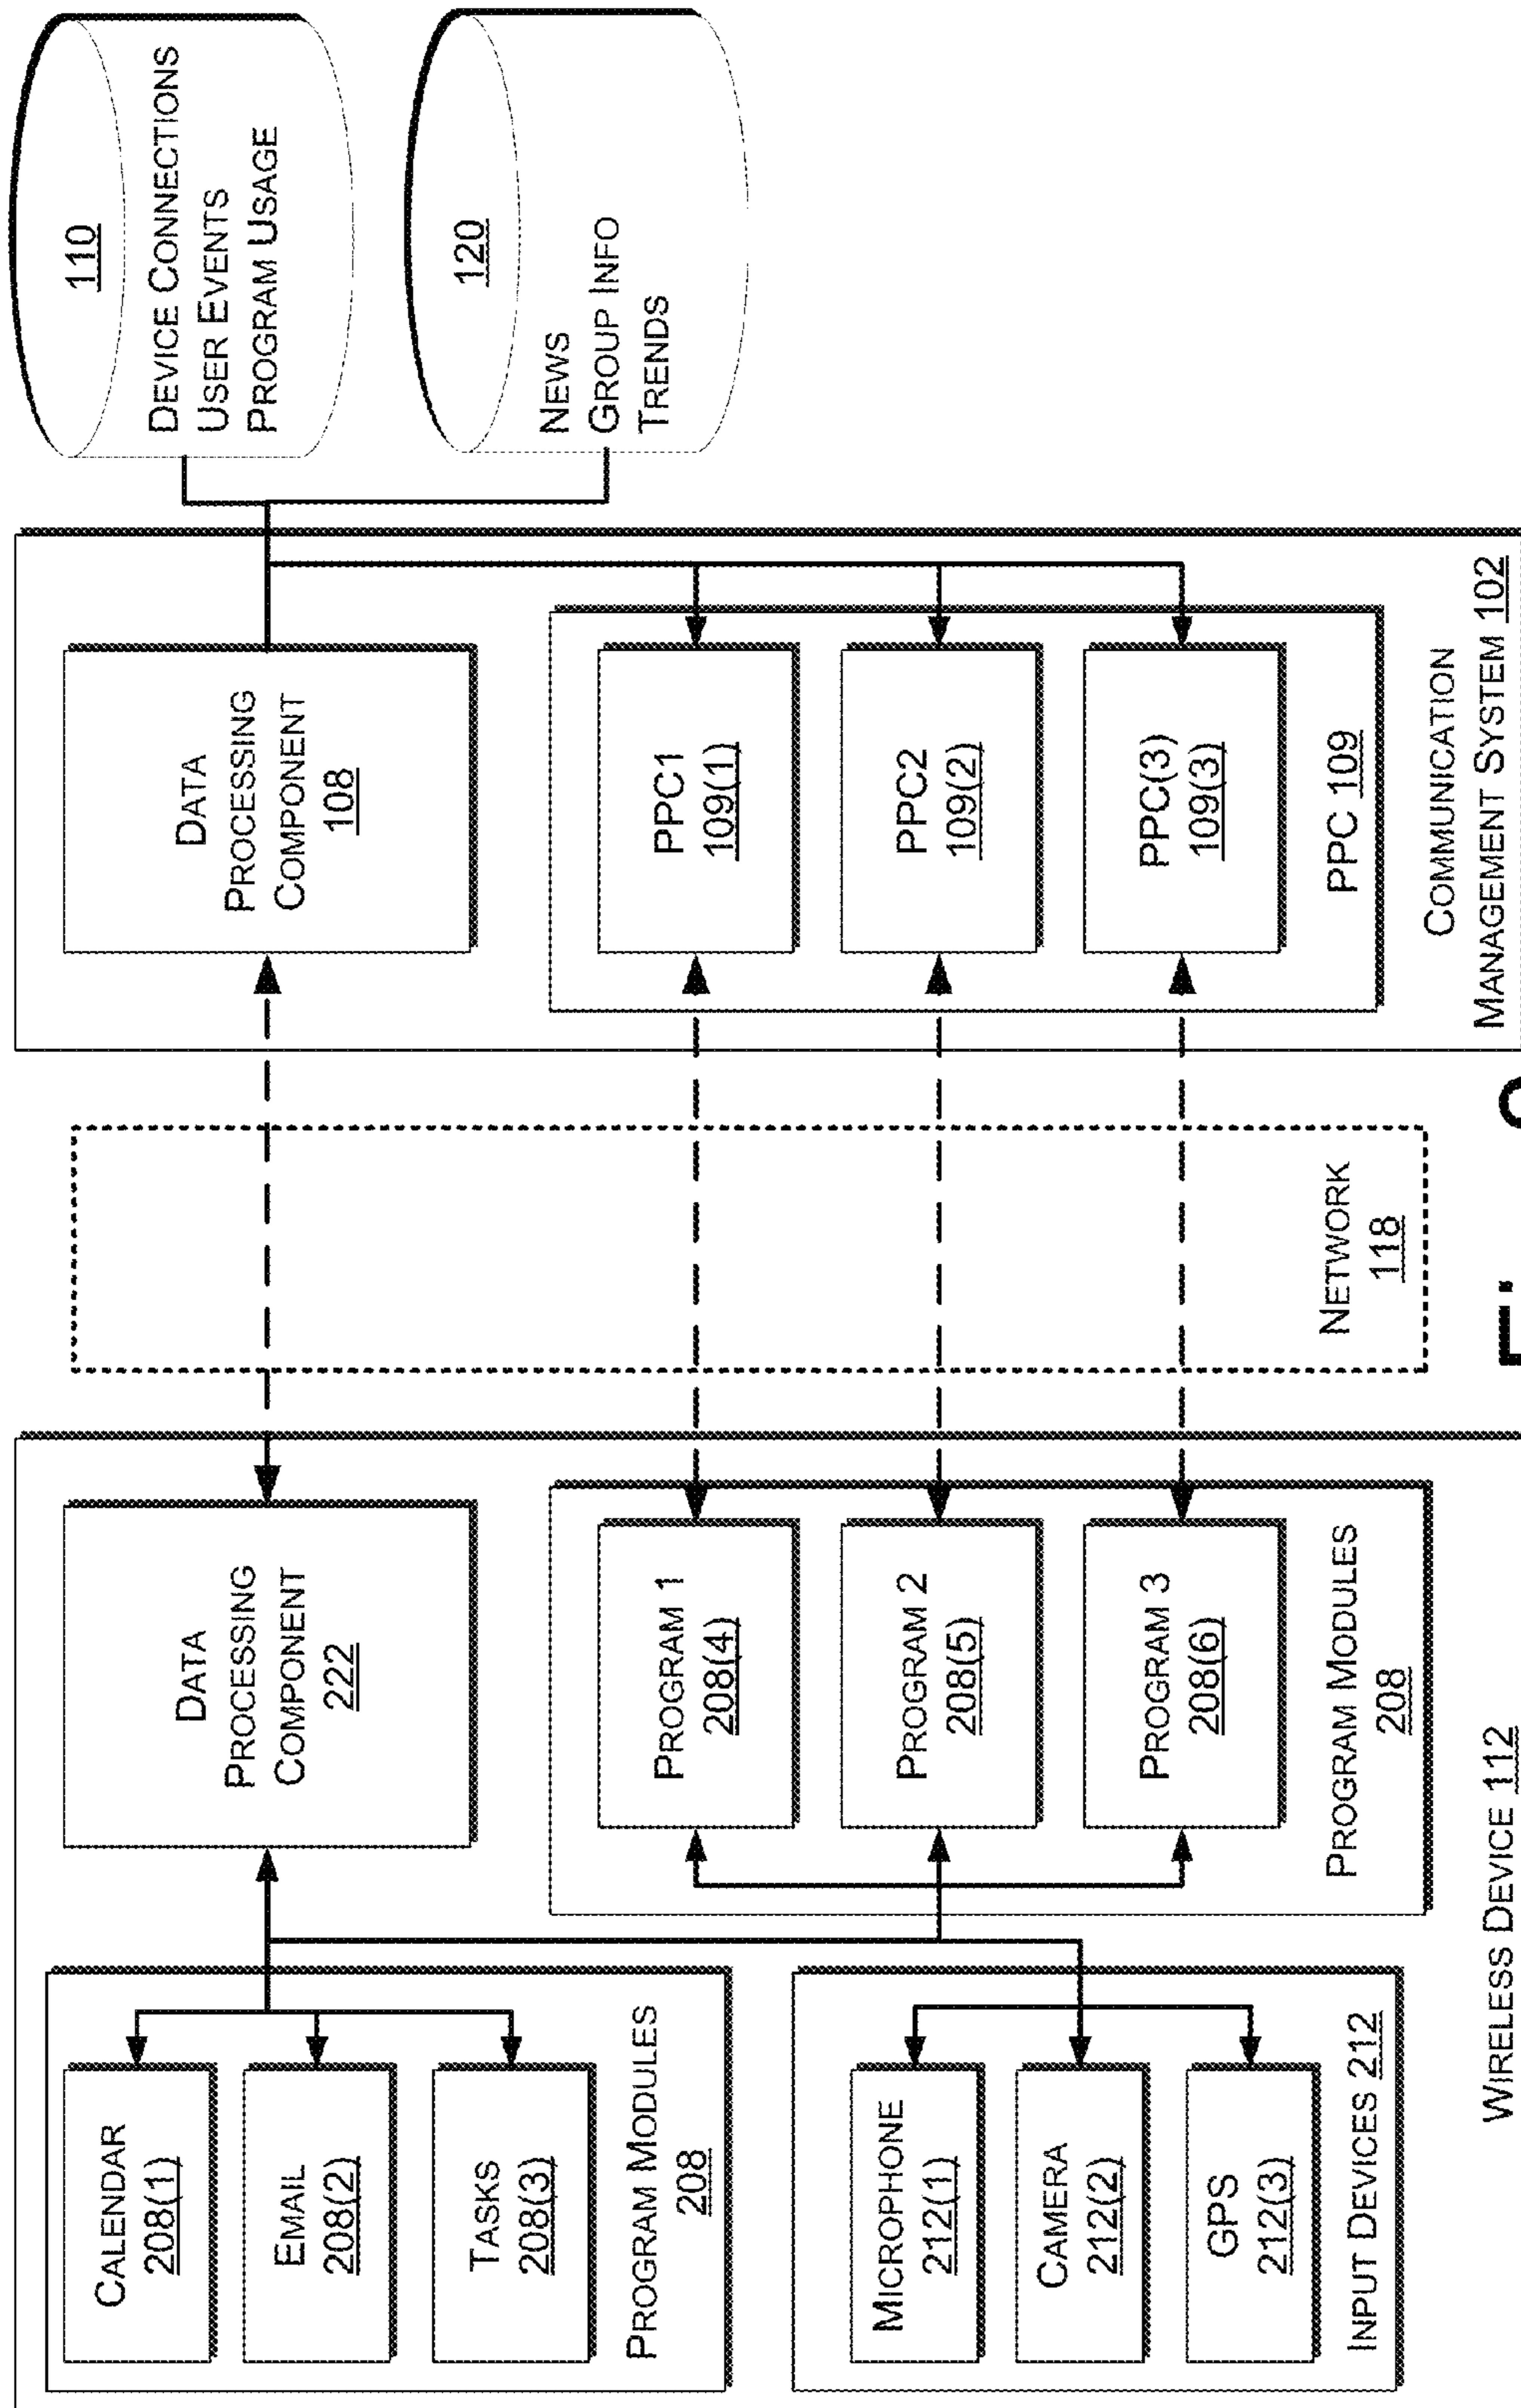 CALENDAR
208(1)
EMAIL
208(2)
TASKS
208(3)
PROGRAM MODULES
208
MICROPHONE
212(1)
CAMERA
212(2)
GPS
212(3)
INPUT DEVICES 212
DATA
PROCESSING
COMPONENT
222
PROGRAM 1
208(4)
PROGRAM 2
208(5)
PROGRAM 3
208(6)
PROGRAM MODULES
208
WIRELESS DEVICE 112
NETWORK
118
DATA
PROCESSING
COMPONENT
108
PPC1
109(1)
PPC2
109(2)
PPC(3)
109(3)
PPC 109
COMMUNICATION
MANAGEMENT SYSTEM 102
110
DEVICE CONNECTIONS
USER EVENTS
PROGRAM USAGE
120
NEWS
GROUP INFO
TRENDS